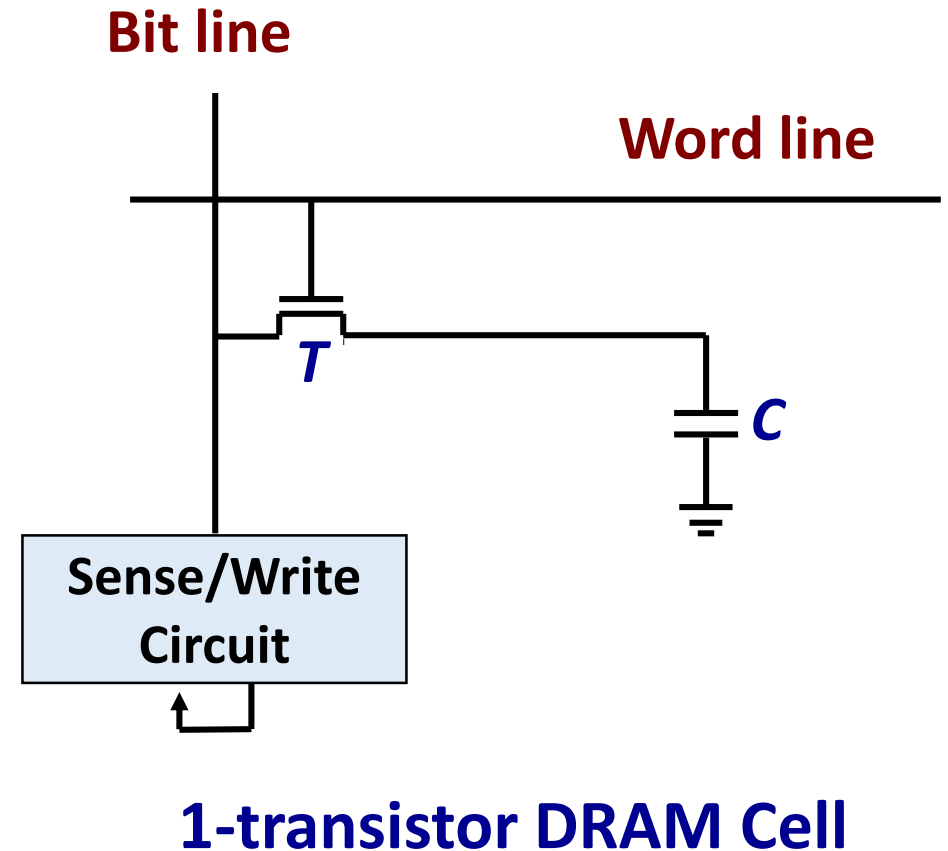 Bit line
Word line
T
C
Sense/Write
Circuit
1-transistor DRAM Cell